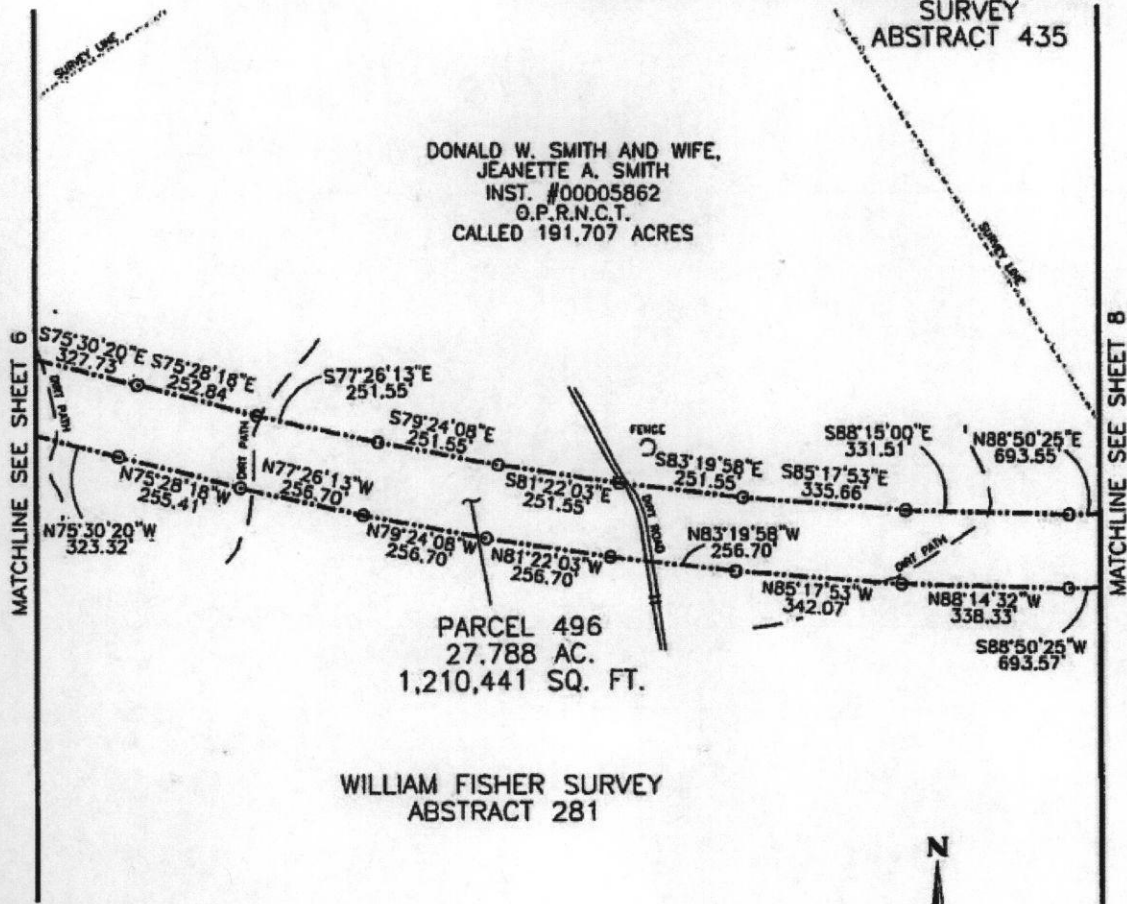 SURVEY
ABSTRACT 435
SURVEY LINE
DONALD W. SMITH AND WIFE,
JEANETTE A. SMITH
INST. #00005862
O.P.R.N.C.T.
CALLED 191.707 ACRES
SURVEY LINE
MATCHLINE SEE SHEET 6
MATCHLINE SEE SHEET 8
S75°30'20"E
327.73'
S75°28'18"E
252.84'
S77°26'13"E
251.55'
S79°24'08"E
251.55'
S81°22'03"E
251.55'
FENCE
S83°19'58"E
251.55'
S85°17'53"E
335.66'
S88°15'00"E
331.51'
N88°50'25"E
693.55'
DIRT PATH
DIRT PATH
DIRT ROAD
DIRT PATH
N75°30'20"W
323.32'
N75°28'18"W
255.41'
N77°26'13"W
256.70'
N79°24'08"W
256.70'
N81°22'03"W
256.70'
N83°19'58"W
256.70'
N85°17'53"W
342.07'
N88°14'32"W
338.33'
S88°50'25"W
693.57'
PARCEL 496
27.788 AC.
1,210,441 SQ. FT.
WILLIAM FISHER SURVEY
ABSTRACT 281
N